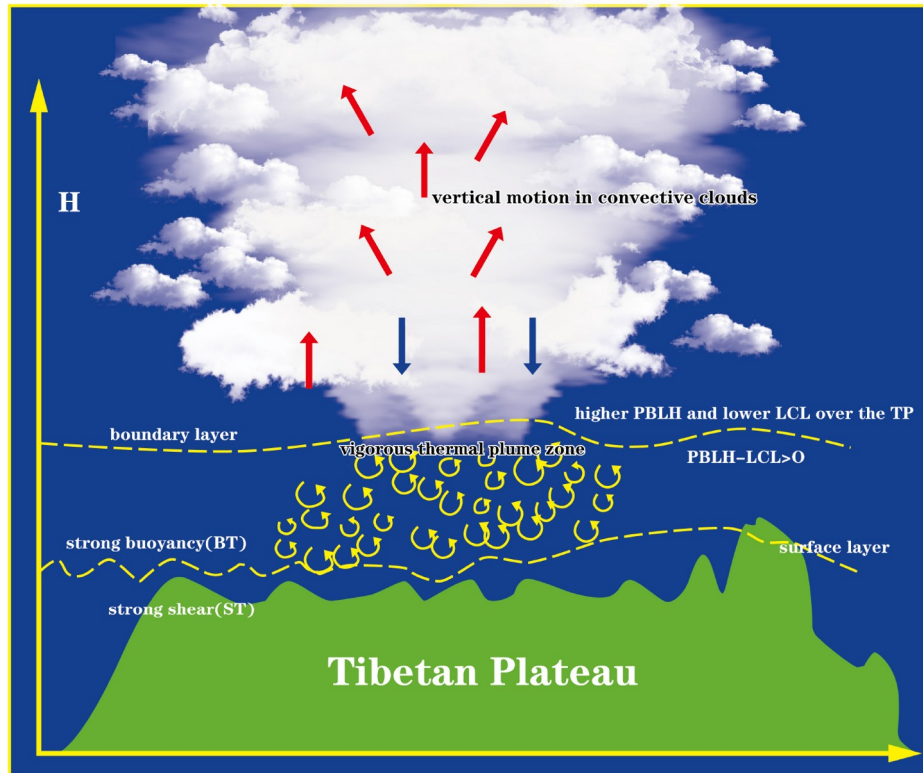 H
vertical motion in convective clouds
higher PBLH and lower LCL over the TP
boundary layer
vigorous thermal plume zone
PBLH-LCL>O
strong buoyancy(BT)
surface layer
strong shear(ST)
Tibetan Plateau